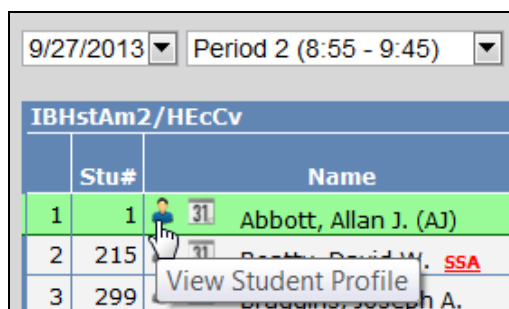 9/27/2013 Period 2 (8:55 - 9:45)
IBHstAm2/HEcCv
Stu# Name
1 1 31 Abbott, Allan J. (AJ)
2 215 31 W. SSA
View Student Profile
3 299 Joseph A.